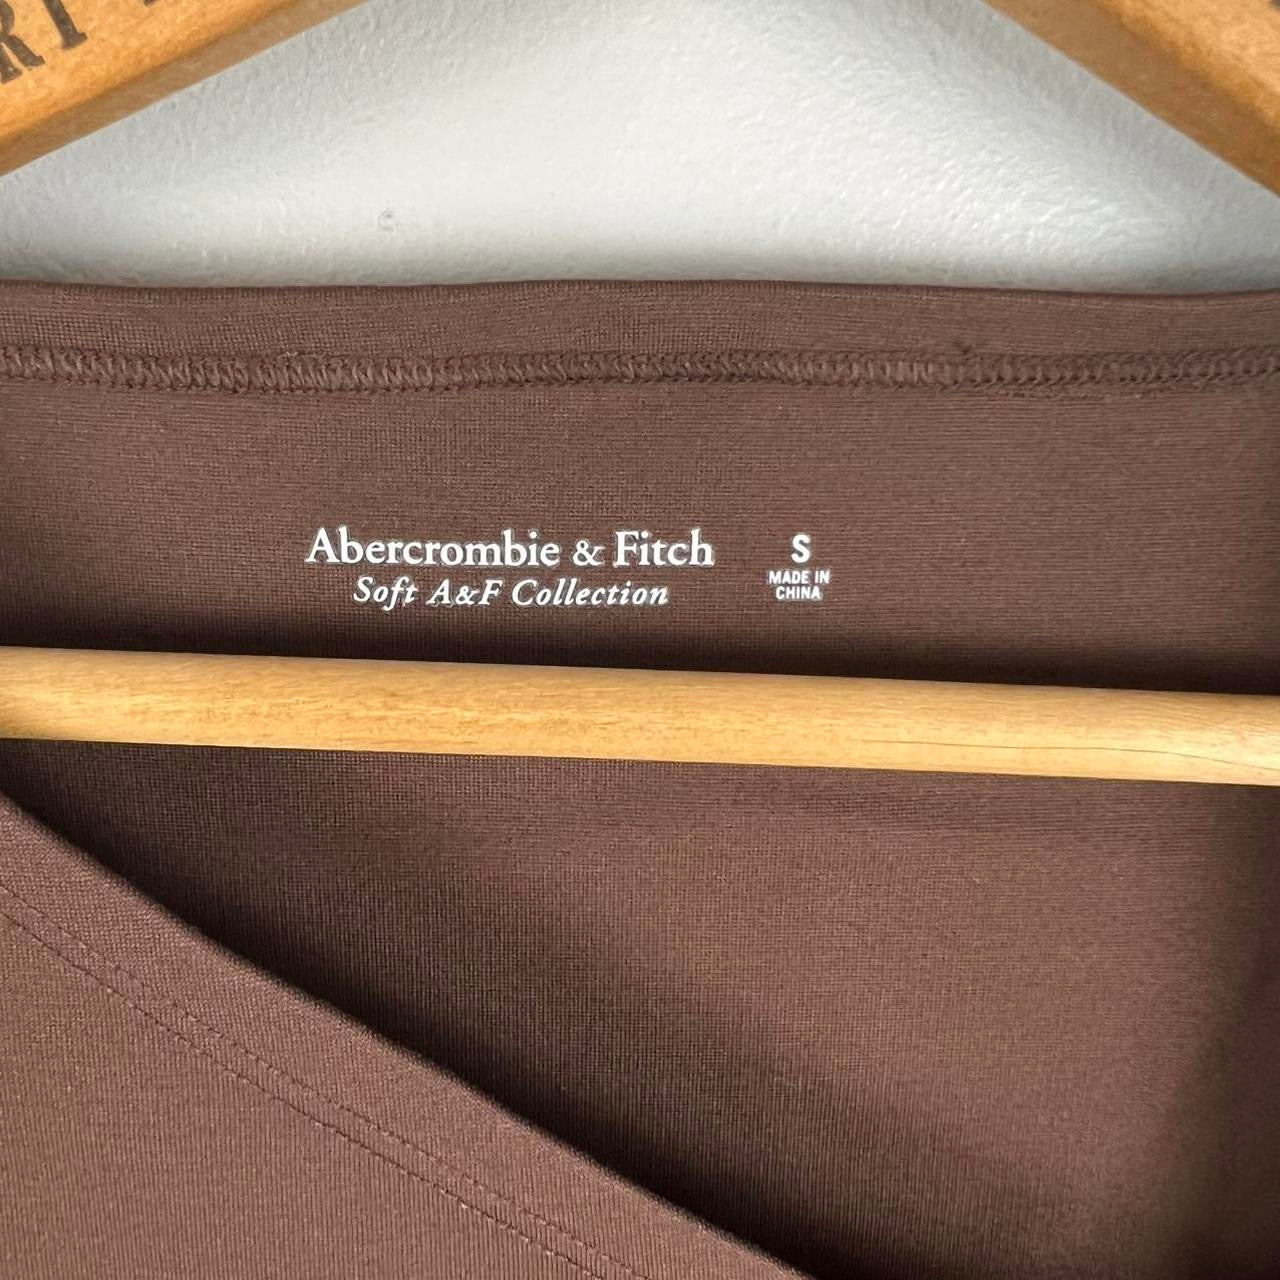 Abercrombie & Fitch
Soft A&F Collection
S
MADE IN
CHINA